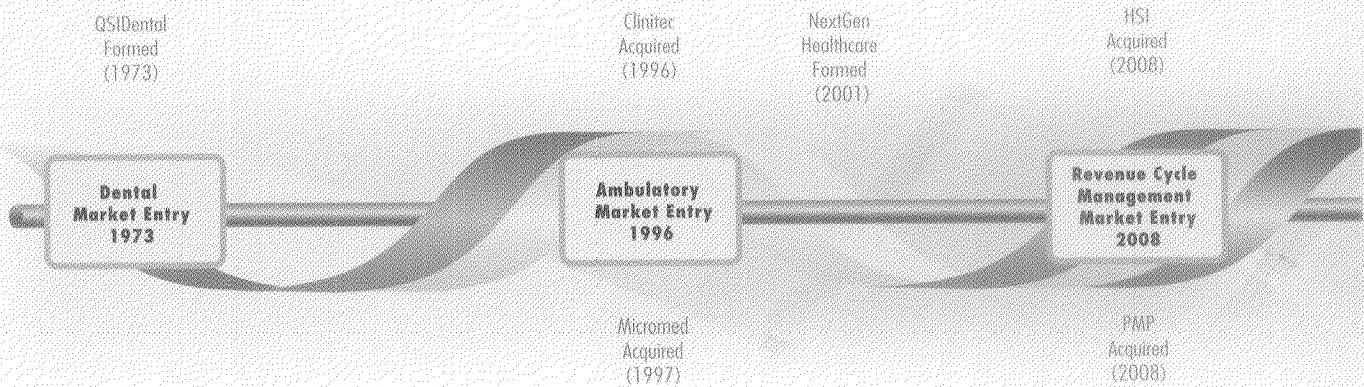 QSIDental
Formed
(1973)
Clinitec
Acquired
(1996)
NextGen
Healthcare
Formed
(2001)
HSI
Acquired
(2008)
Dental
Market Entry
1973
Ambulatory
Market Entry
1996
Revenue Cycle
Management
Market Entry
2008
Micromed
Acquired
(1997)
PMP
Acquired
(2008)